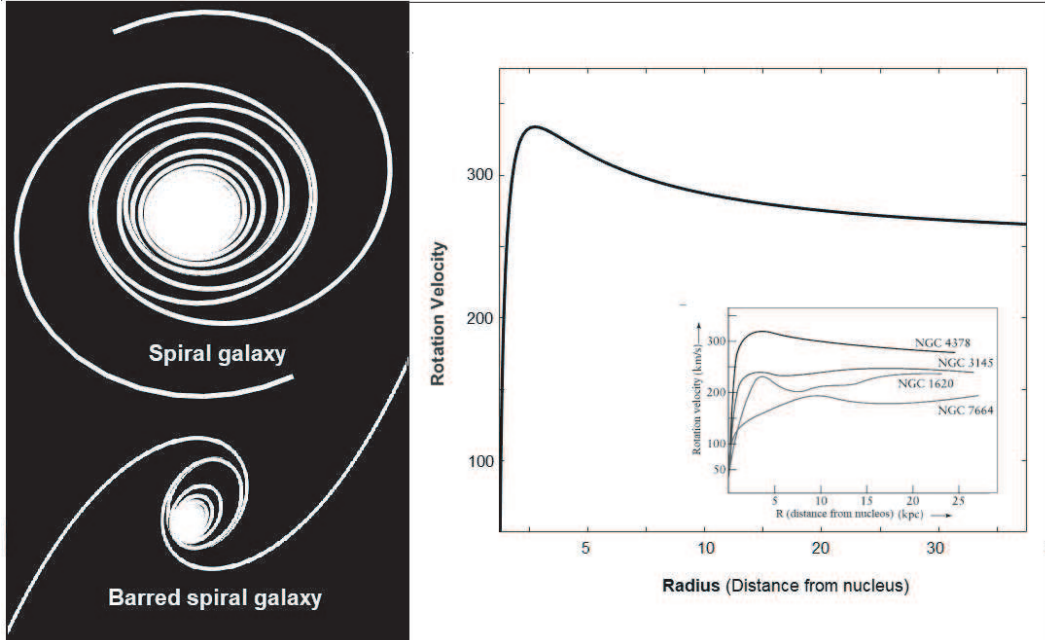 Spiral galaxy
Barred spiral galaxy
Rotation Velocity
300
200
100
5
10
20
30
Radius (Distance from nucleus)
Rotation velocity (km/s)
300
200
100
50
NGC 4378
NGC 3145
NGC 1620
NGC 7664
5
10
15
20
25
R (distance from nucleos) (kpc)